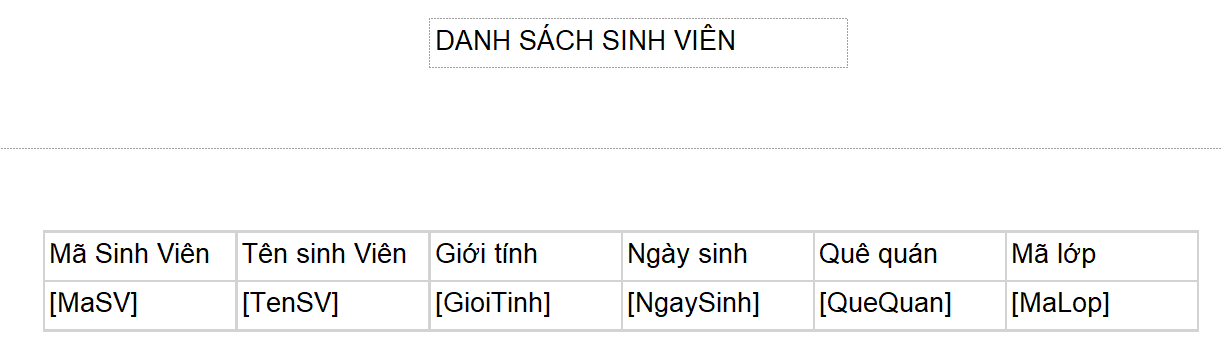 DANH SÁCH SINH VIÊN
Mã Sinh Viên Tên sinh Viên Giới tính Ngày sinh Quê quán Mã lớp
[MaSV] [TenSV] [GioiTinh] [NgaySinh] [QueQuan] [MaLop]